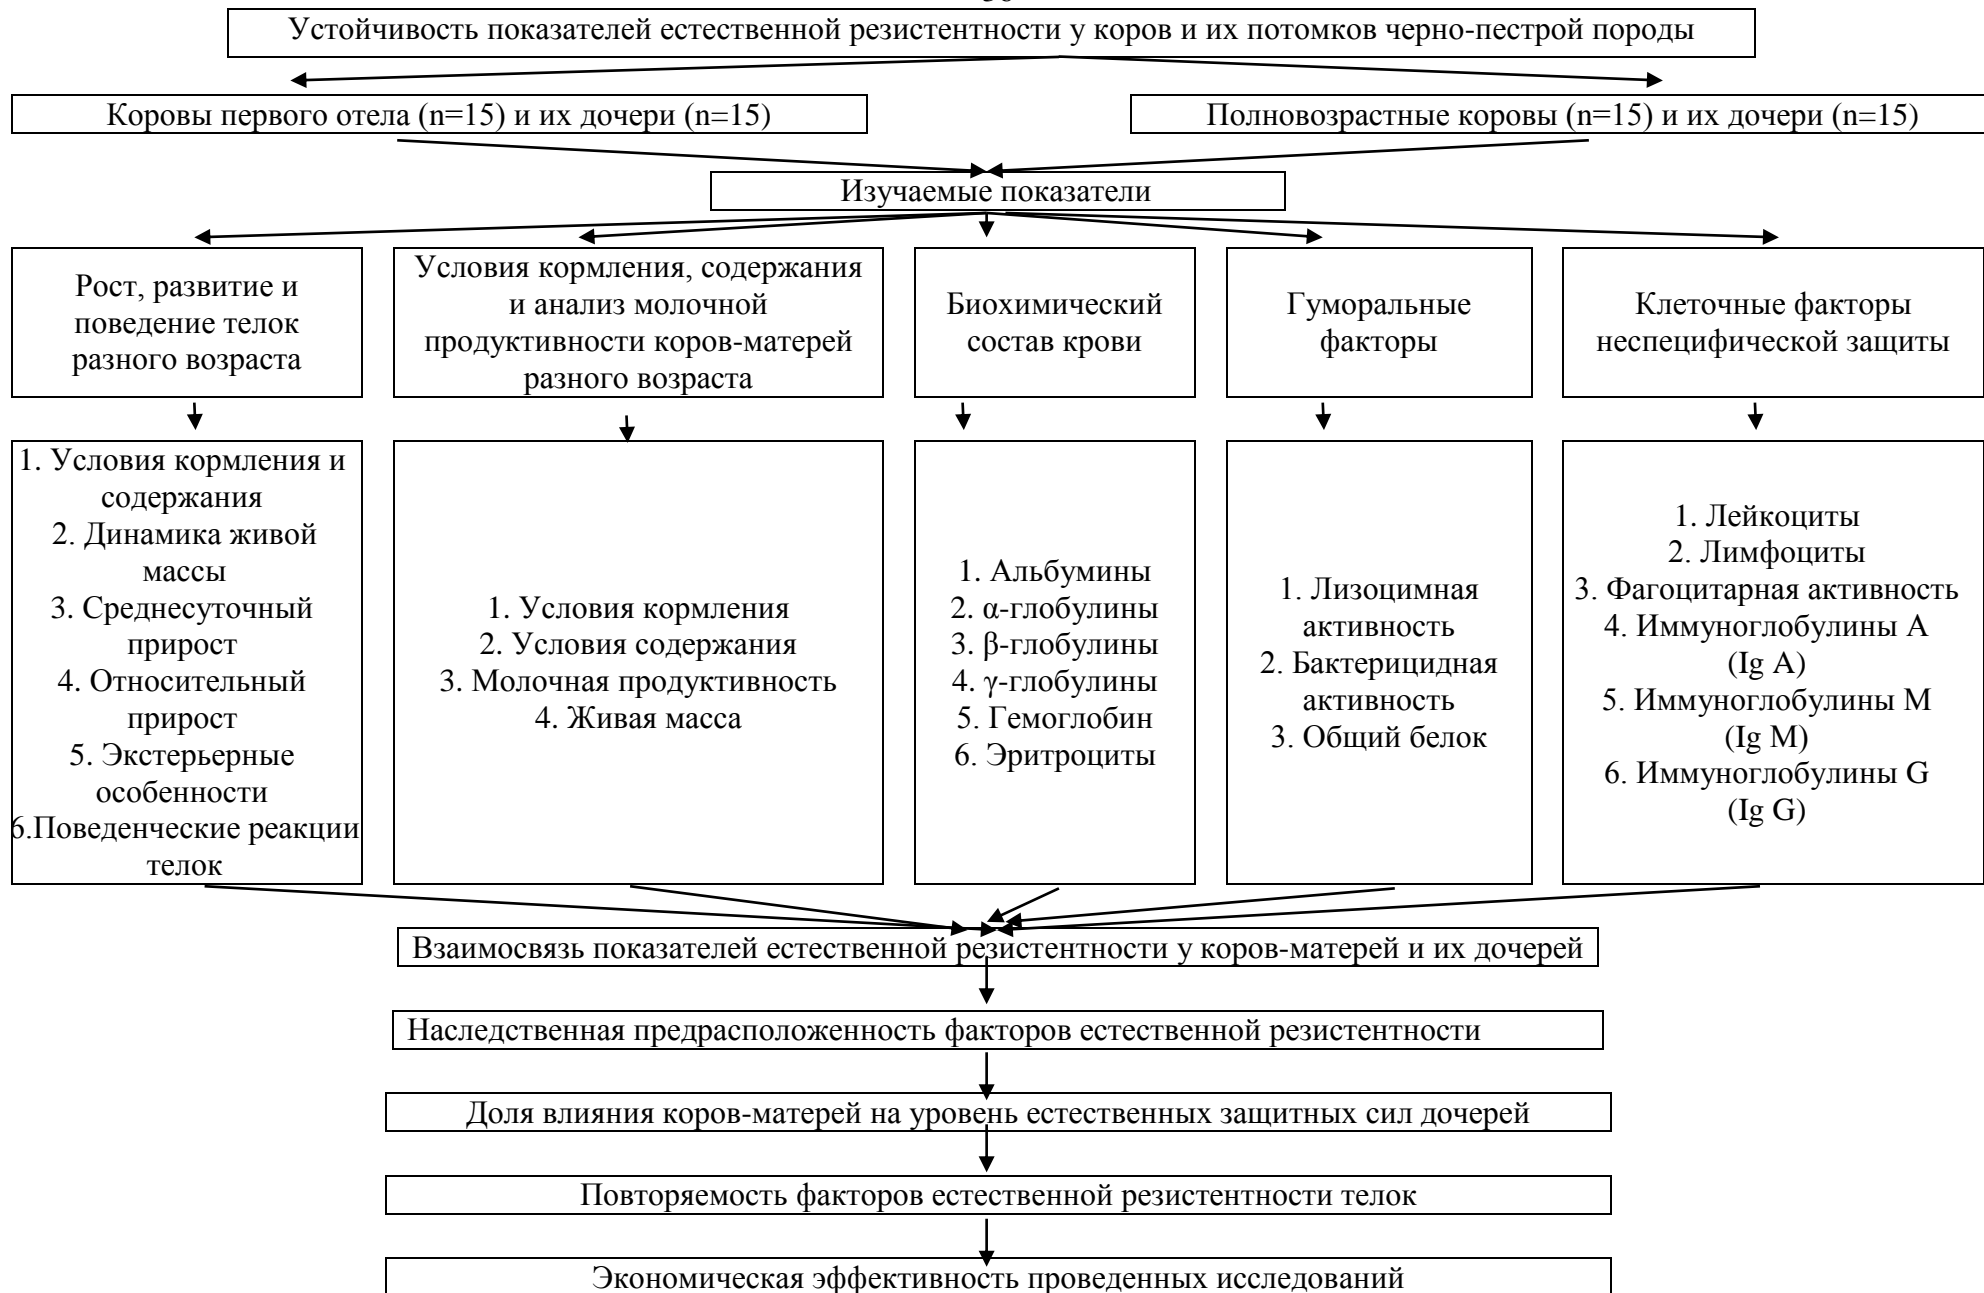 Устойчивость показателей естественной резистентности у коров и их потомков черно-пестрой породы
Коровы первого отела (n=15) и их дочери (n=15)
Полновозрастные коровы (n=15) и их дочери (n=15)
Изучаемые показатели
Рост, развитие и
поведение телок
разного возраста
Условия кормления, содержания
и анализ молочной
продуктивности коров-матерей
разного возраста
Биохимический
состав крови
Гуморальные
факторы
Клеточные факторы
неспецифической защиты
1. Условия кормления и
содержания
2. Динамика живой
массы
3. Среднесуточный
прирост
4. Относительный
прирост
5. Экстерьерные
особенности
6.Поведенческие реакции
телок
1. Условия кормления
2. Условия содержания
3. Молочная продуктивность
4. Живая масса
1. Альбумины
2. α-глобулины
3. β-глобулины
4. γ-глобулины
5. Гемоглобин
6. Эритроциты
1. Лизоцимная
активность
2. Бактерицидная
активность
3. Общий белок
1. Лейкоциты
2. Лимфоциты
3. Фагоцитарная активность
4. Иммуноглобулины А
(Ig A)
5. Иммуноглобулины М
(Ig M)
6. Иммуноглобулины G
(Ig G)
Взаимосвязь показателей естественной резистентности у коров-матерей и их дочерей
Наследственная предрасположенность факторов естественной резистентности
Доля влияния коров-матерей на уровень естественных защитных сил дочерей
Повторяемость факторов естественной резистентности телок
Экономическая эффективность проведенных исследований